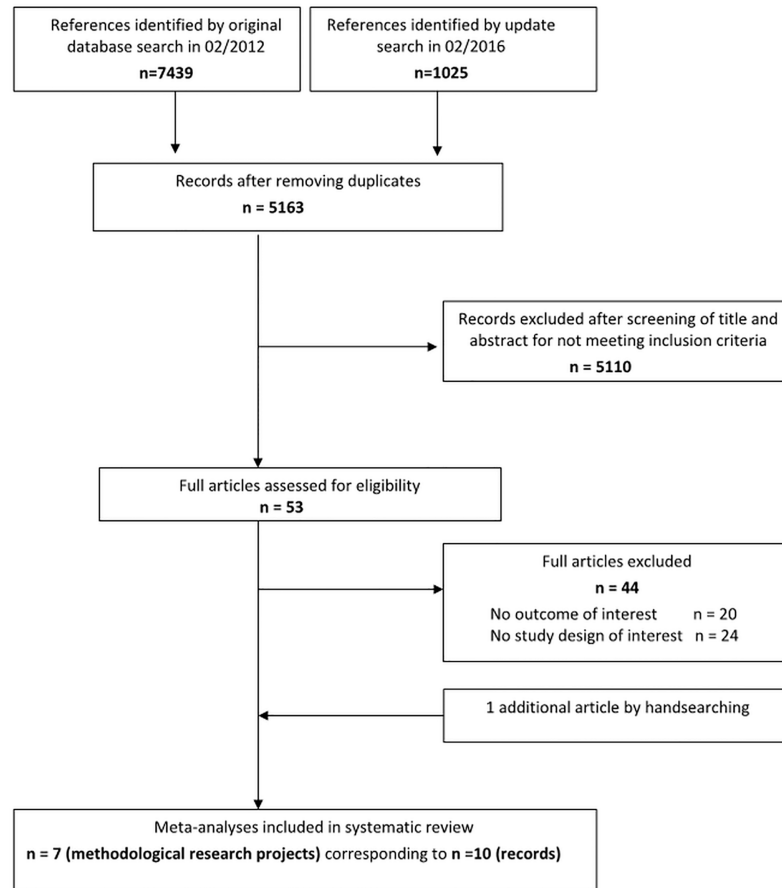 References identified by original
database search in 02/2012
n=7439
References identified by update
search in 02/2016
n=1025
Records after removing duplicates
n = 5163
Records excluded after screening of title and
abstract for not meeting inclusion criteria
n = 5110
Full articles assessed for eligibility
n = 53
Full articles excluded
n = 44
No outcome of interest n = 20
No study design of interest n = 24
1 additional article by handsearching
Meta-analyses included in systematic review
n = 7 (methodological research projects) corresponding to n =10 (records)